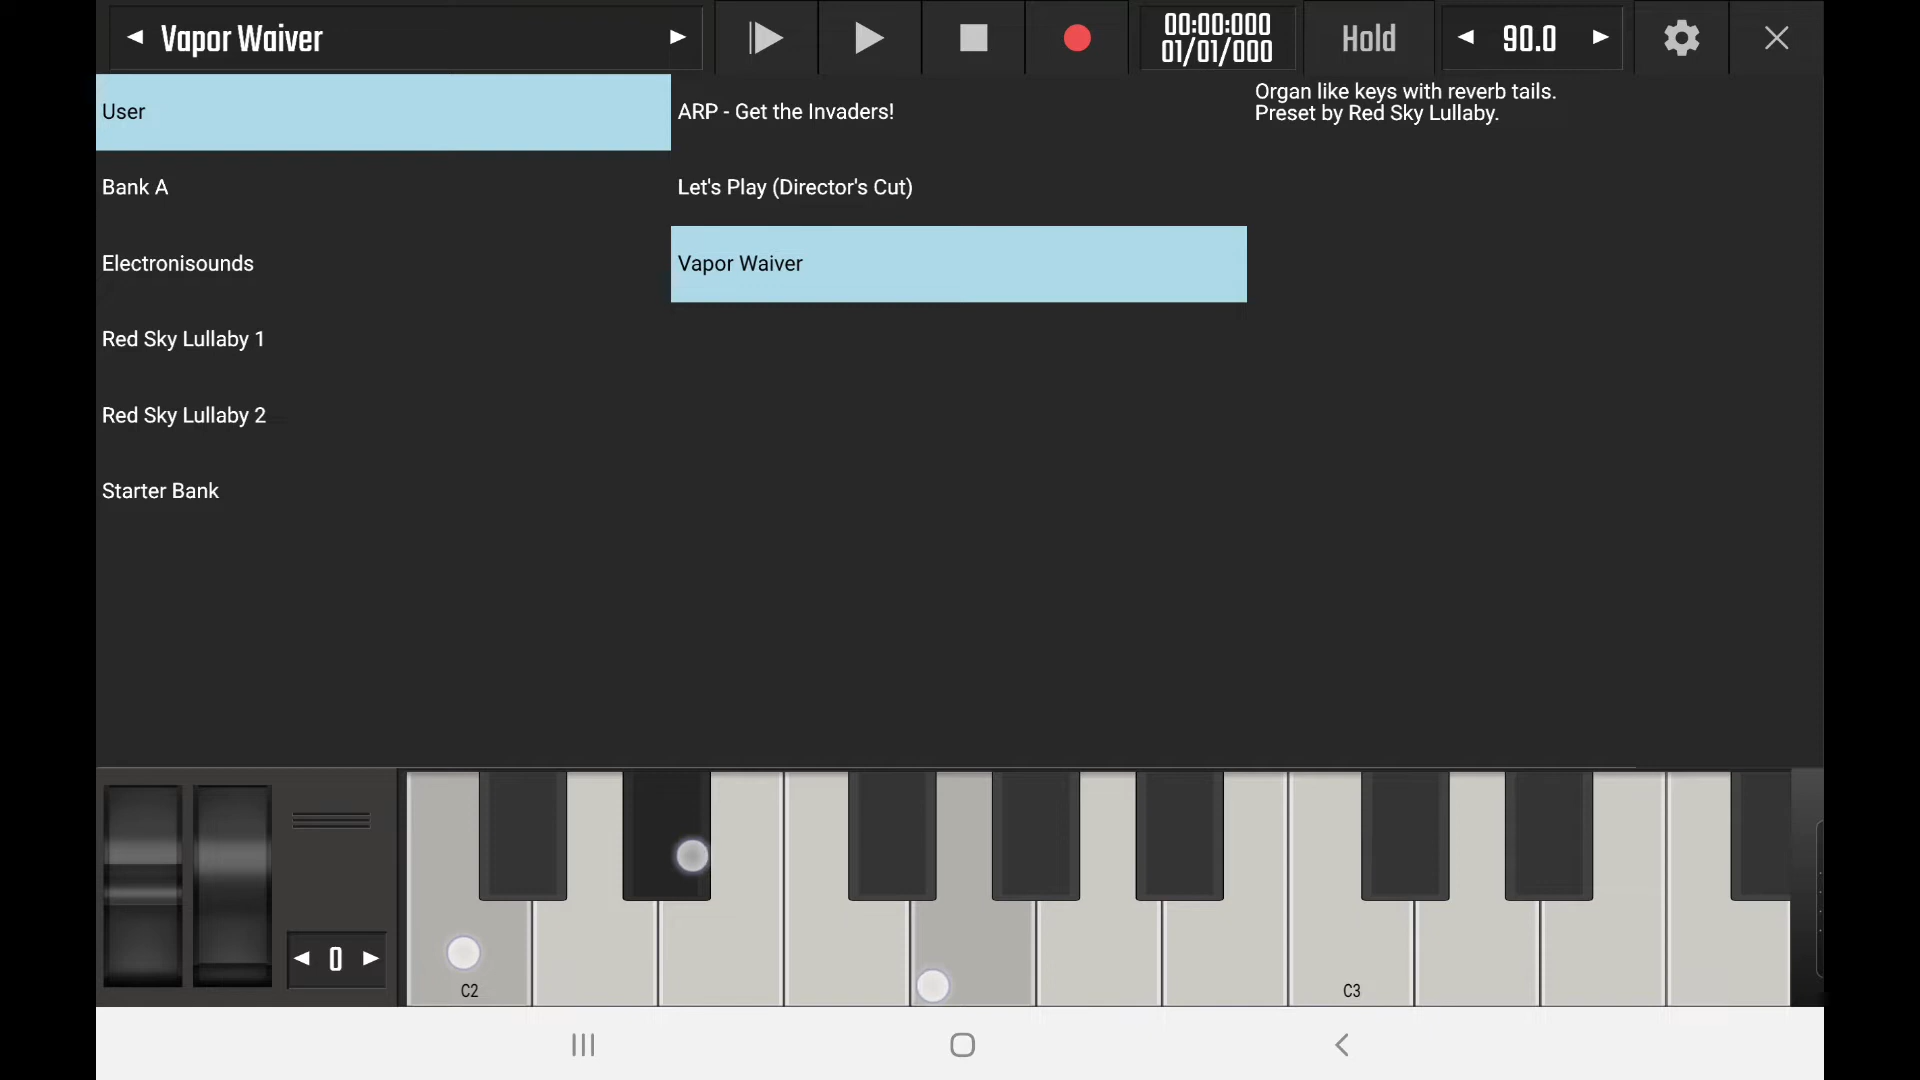 Vapor Waiver
00:00:000
01/01/000
Hold
90.0
User
ARP - Get the Invaders!
Organ like keys with reverb tails.
Preset by Red Sky Lullaby.
Bank A
Let's Play (Director's Cut)
Electronisounds
Vapor Waiver
Red Sky Lullaby 1
Red Sky Lullaby 2
Starter Bank
0
C2
C3